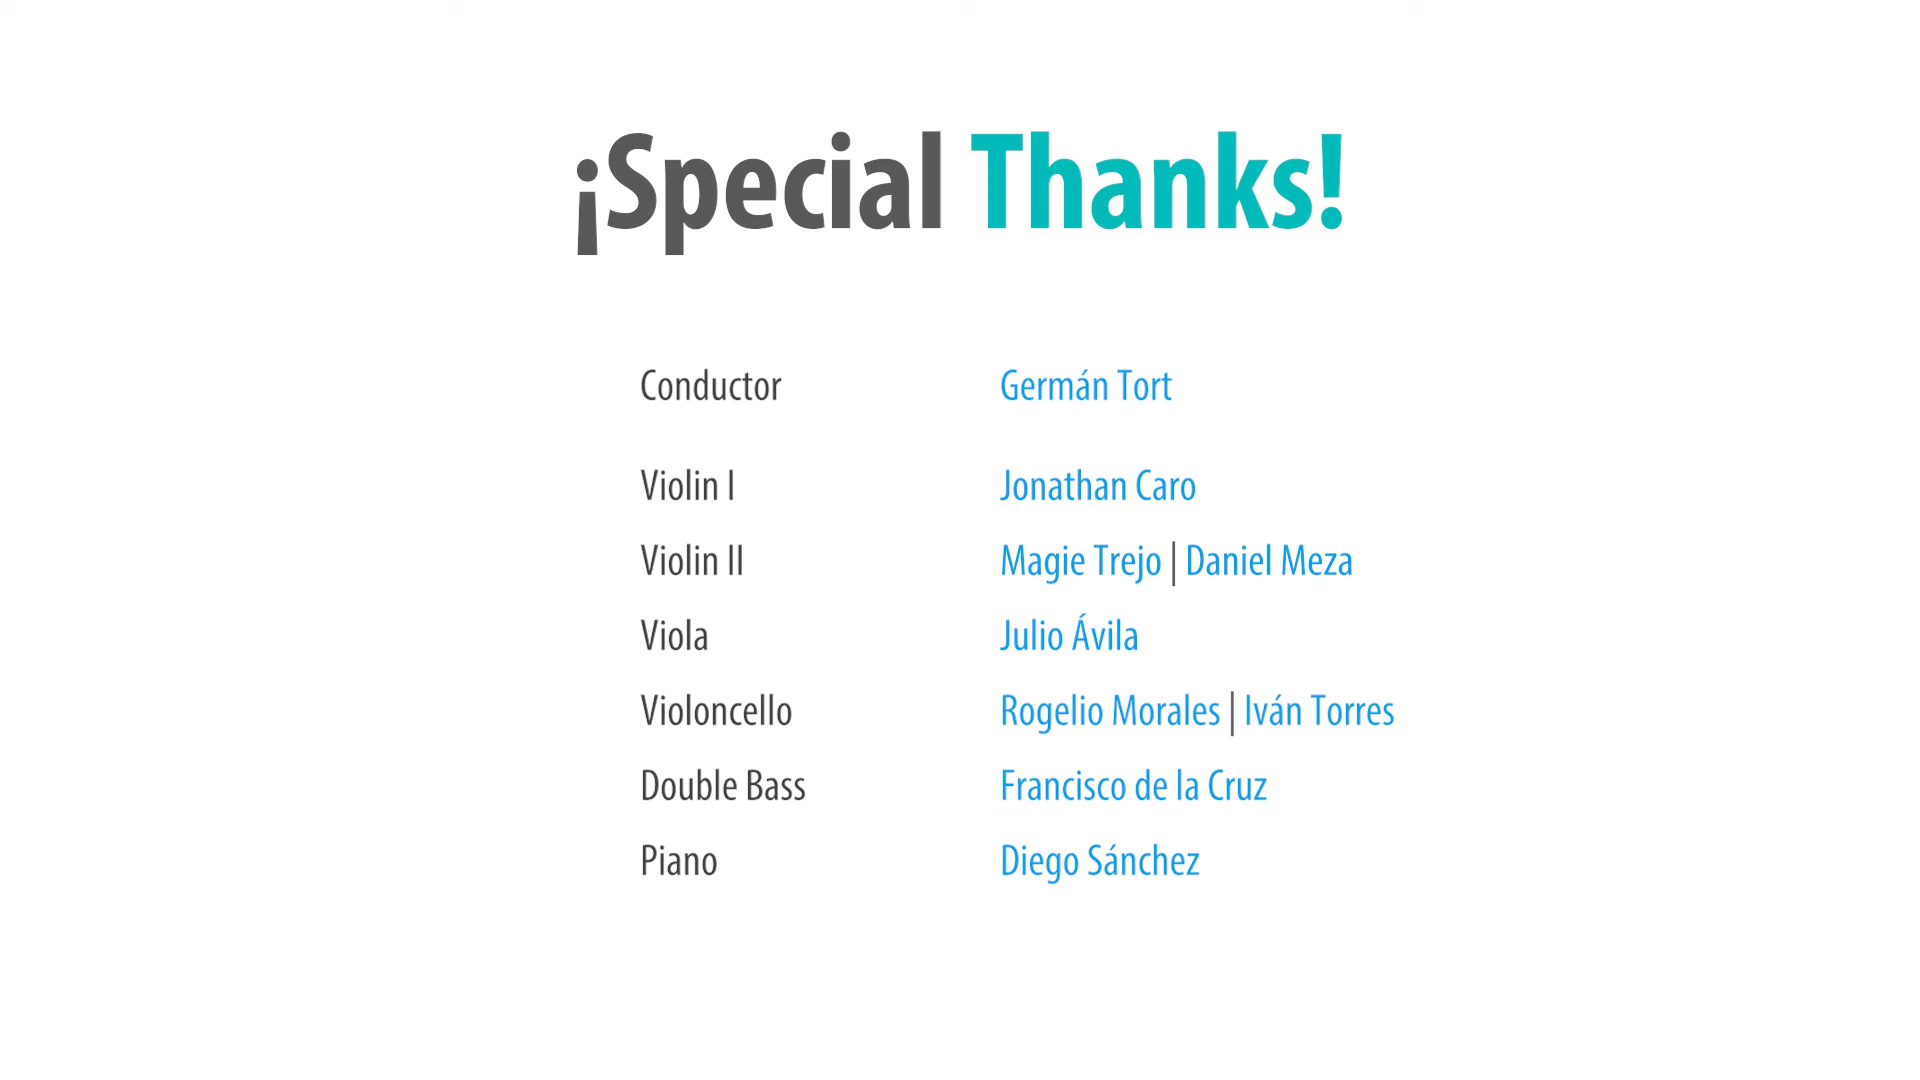 ¡Special Thanks!
Conductor Germán Tort
Violin I Jonathan Caro
Violin II Magie Trejo | Daniel Meza
Viola Julio Ávila
Violoncello Rogelio Morales | Iván Torres
Double Bass Francisco de la Cruz
Piano Diego Sánchez